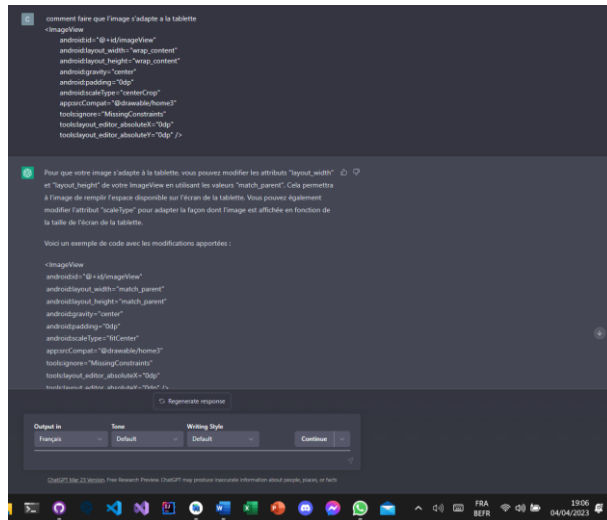 C
comment faire que l'image s'adapte a la tablette
<ImageView
android:id="@+id/imageView"
android:layout_width="wrap_content"
android:layout_height="wrap_content"
android:gravity="center"
android:padding="0dp"
android:scaleType="centerCrop"
app:srcCompat="@drawable/home3"
tools:ignore="MissingConstraints"
tools:layout_editor_absoluteX="0dp"
tools:layout_editor_absoluteY="0dp" />
Pour que votre image s'adapte à la tablette, vous pouvez modifier les attributs "layout_width"
et "layout_height" de votre ImageView en utilisant les valeurs "match_parent". Cela permettra
à l'image de remplir l'espace disponible sur l'écran de la tablette. Vous pouvez également
modifier l'attribut "scaleType" pour adapter la façon dont l'image est affichée en fonction de
la taille de l'écran de la tablette.
Voici un exemple de code avec les modifications apportées :
<ImageView
android:id="@+id/imageView"
android:layout_width="match_parent"
android:layout_height="match_parent"
android:gravity="center"
android:padding="0dp"
android:scaleType="fitCenter"
app:srcCompat="@drawable/home3"
tools:ignore="MissingConstraints"
tools:layout_editor_absoluteX="0dp"
tools:layout_editor_absoluteY="0dp" />
Regenerate response
Output in Tone Writing Style
Français Default Default Continue
ChatGPT Mar 23 Version. Free Research Preview. ChatGPT may produce inaccurate information about people, places, or facts
FRA 19:06
BEFR 04/04/2023